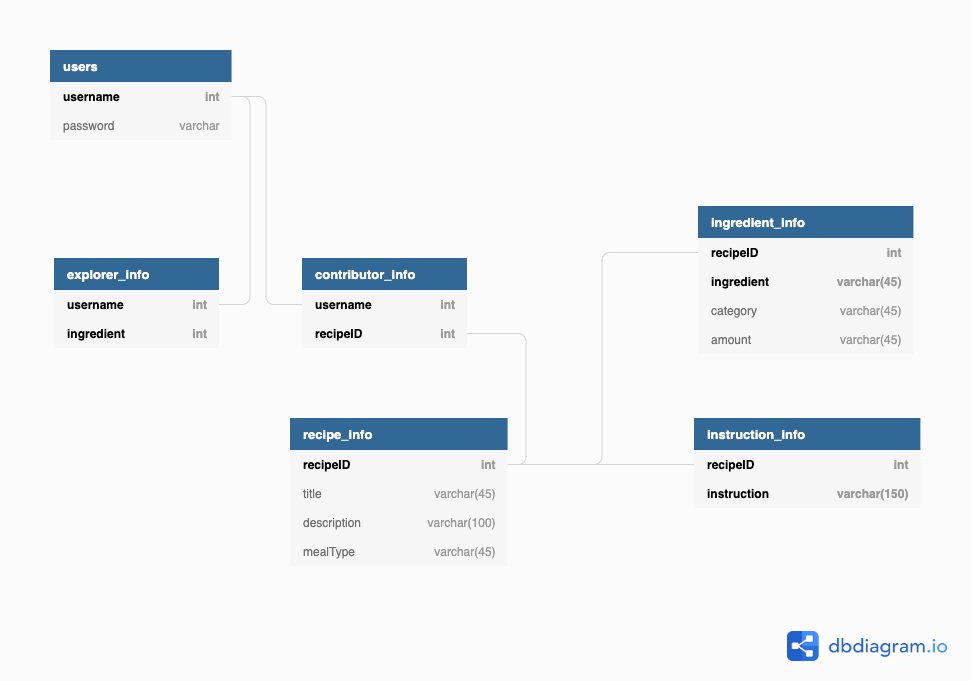 users
username int
password varchar
explorer_info
username int
ingredient int
contributor_info
username int
recipeID int
ingredient_info
recipeID int
ingredient varchar(45)
category varchar(45)
amount varchar(45)
recipe_info
recipeID int
title varchar(45)
description varchar(100)
mealType varchar(45)
instruction_info
recipeID int
instruction varchar(150)
dbdiagram.io